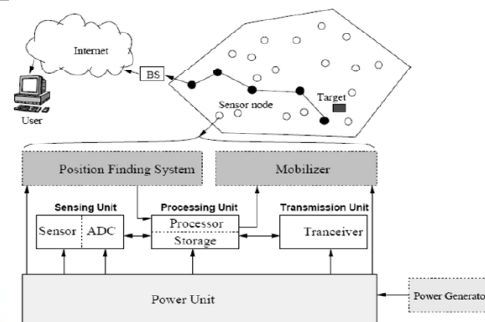 Internet
BS
User
Sensor node
Target
Position Finding System
Mobilizer
Sensing Unit
Processing Unit
Transmission Unit
Sensor
ADC
Processor
Storage
Tranceiver
Power Unit
Power Generato